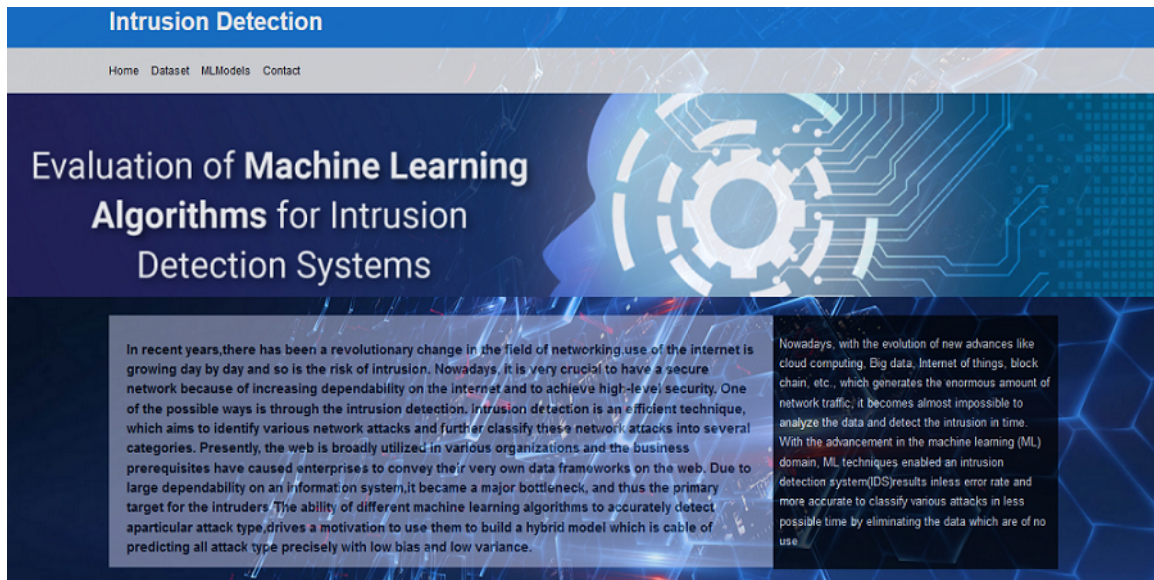 Intrusion Detection
Home Dataset MLModels Contact
Evaluation of Machine Learning
Algorithms for Intrusion
Detection Systems
In recent years,there has been a revolutionary change in the field of networking,use of the internet is
growing day by day and so is the risk of intrusion. Nowadays, it is very crucial to have a secure
network because of increasing dependability on the internet and to achieve high-level security. One
of the possible ways is through the intrusion detection. Intrusion detection is an efficient technique,
which aims to identify various network attacks and further classify these network attacks into several
categories. Presently, the web is broadly utilized in various organizations and the business
prerequisites have caused enterprises to convey their very own data frameworks on the web. Due to
large dependability on an information system,it became a major bottleneck, and thus the primary
target for the intruders The ability of different machine learning algorithms to accurately detect
aparticular attack type,drives a motivation to use them to build a hybrid model which is cable of
predicting all attack type precisely with low bias and low variance.
Nowadays, with the evolution of new advances like
cloud computing, Big data, Internet of things, block
chain, etc., which generates the enormous amount of
network traffic, it becomes almost impossible to
analyze the data and detect the intrusion in time.
With the advancement in the machine learning (ML)
domain, ML techniques enabled an intrusion
detection system(IDS)results inless error rate and
more accurate to classify various attacks in less
possible time by eliminating the data which are of no
use